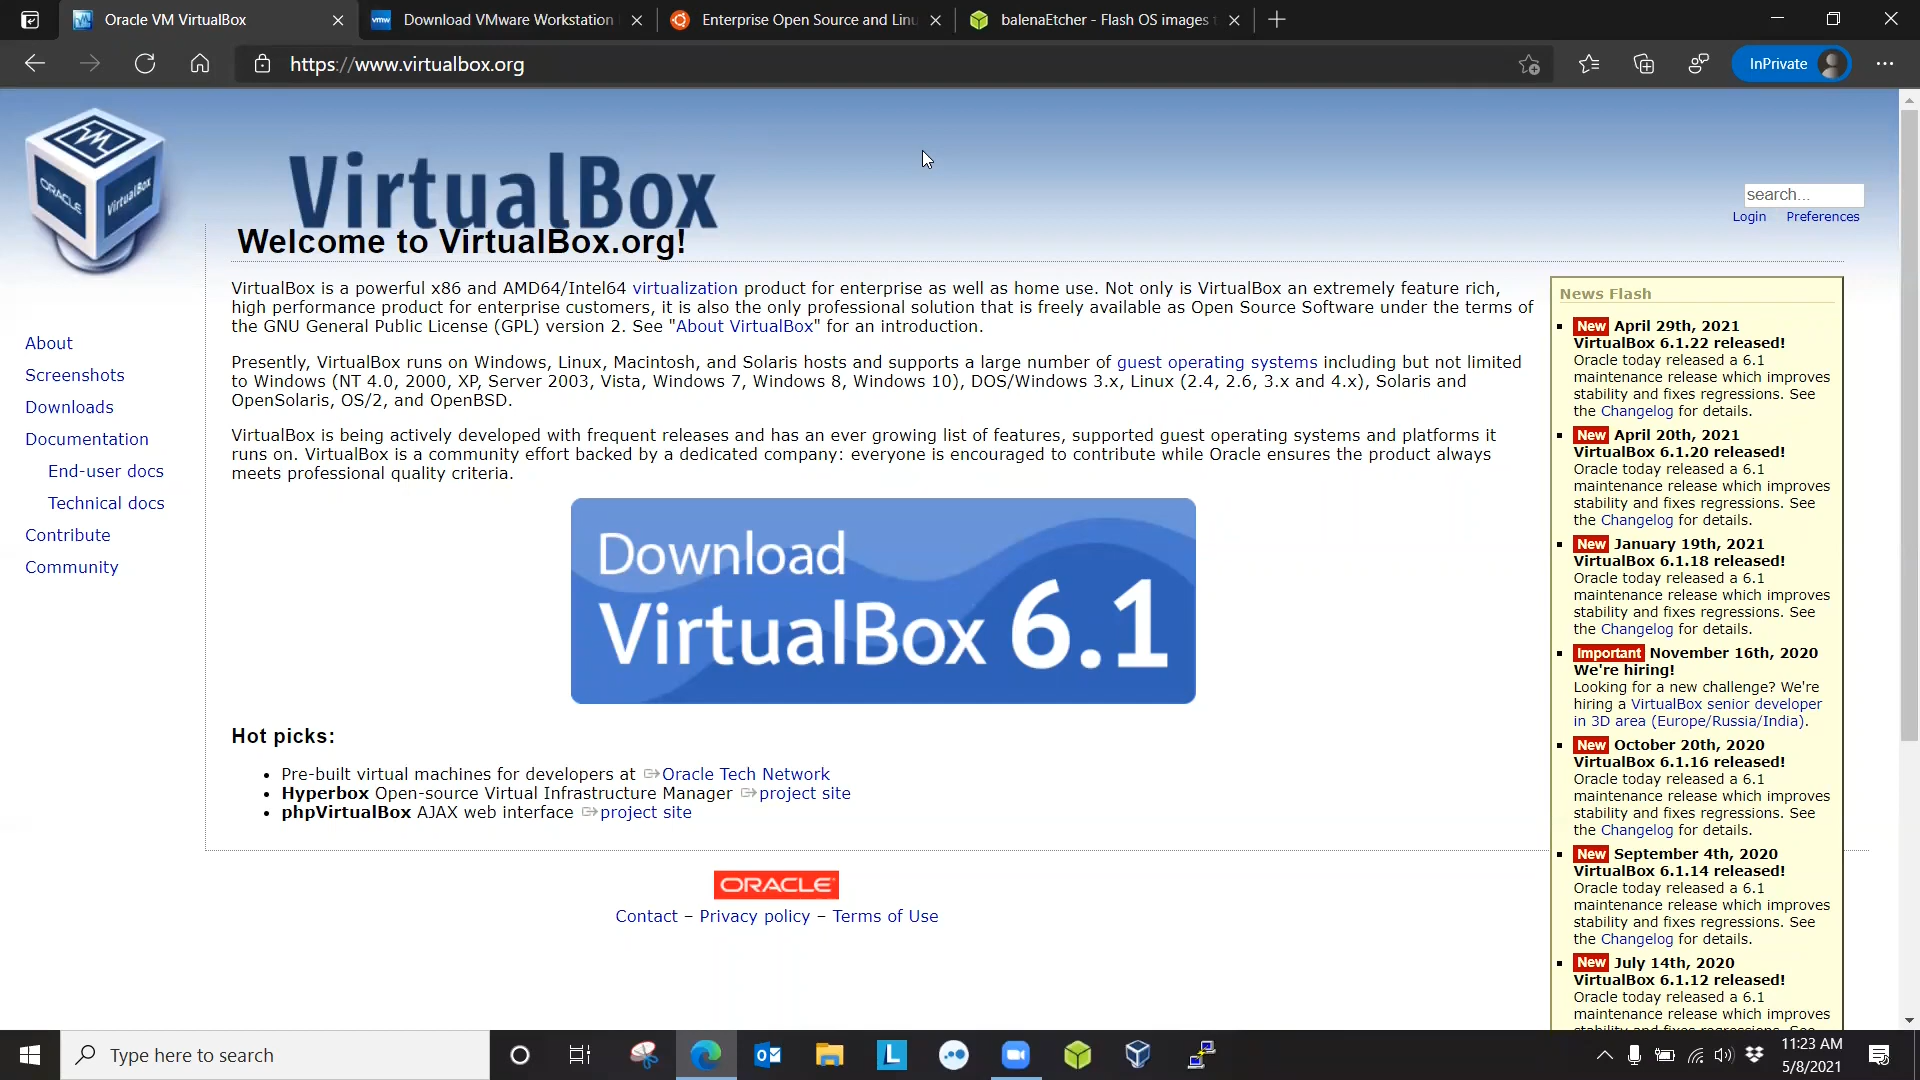 Oracle VM VirtualBox
Download VMware Workstation
Enterprise Open Source and Linu
balenaEtcher - Flash OS images t
https://www.virtualbox.org
InPrivate
ORACLE
VirtualBox
VirtualBox
search...
Login Preferences
Welcome to VirtualBox.org!
About
Screenshots
Downloads
Documentation
End-user docs
Technical docs
Contribute
Community
VirtualBox is a powerful x86 and AMD64/Intel64 virtualization product for enterprise as well as home use. Not only is VirtualBox an extremely feature rich,
high performance product for enterprise customers, it is also the only professional solution that is freely available as Open Source Software under the terms of
the GNU General Public License (GPL) version 2. See "About VirtualBox" for an introduction.
Presently, VirtualBox runs on Windows, Linux, Macintosh, and Solaris hosts and supports a large number of guest operating systems including but not limited
to Windows (NT 4.0, 2000, XP, Server 2003, Vista, Windows 7, Windows 8, Windows 10), DOS/Windows 3.x, Linux (2.4, 2.6, 3.x and 4.x), Solaris and
OpenSolaris, OS/2, and OpenBSD.
VirtualBox is being actively developed with frequent releases and has an ever growing list of features, supported guest operating systems and platforms it
runs on. VirtualBox is a community effort backed by a dedicated company: everyone is encouraged to contribute while Oracle ensures the product always
meets professional quality criteria.
Download
VirtualBox 6.1
Hot picks:
Pre-built virtual machines for developers at Oracle Tech Network
Hyperbox Open-source Virtual Infrastructure Manager project site
phpVirtualBox AJAX web interface project site
ORACLE
Contact – Privacy policy – Terms of Use
News Flash
New April 29th, 2021
VirtualBox 6.1.22 released!
Oracle today released a 6.1
maintenance release which improves
stability and fixes regressions. See
the Changelog for details.
New April 20th, 2021
VirtualBox 6.1.20 released!
Oracle today released a 6.1
maintenance release which improves
stability and fixes regressions. See
the Changelog for details.
New January 19th, 2021
VirtualBox 6.1.18 released!
Oracle today released a 6.1
maintenance release which improves
stability and fixes regressions. See
the Changelog for details.
Important November 16th, 2020
We're hiring!
Looking for a new challenge? We're
hiring a VirtualBox senior developer
in 3D area (Europe/Russia/India).
New October 20th, 2020
VirtualBox 6.1.16 released!
Oracle today released a 6.1
maintenance release which improves
stability and fixes regressions. See
the Changelog for details.
New September 4th, 2020
VirtualBox 6.1.14 released!
Oracle today released a 6.1
maintenance release which improves
stability and fixes regressions. See
the Changelog for details.
New July 14th, 2020
VirtualBox 6.1.12 released!
Oracle today released a 6.1
maintenance release which improves
Type here to search
11:23 AM
5/8/2021